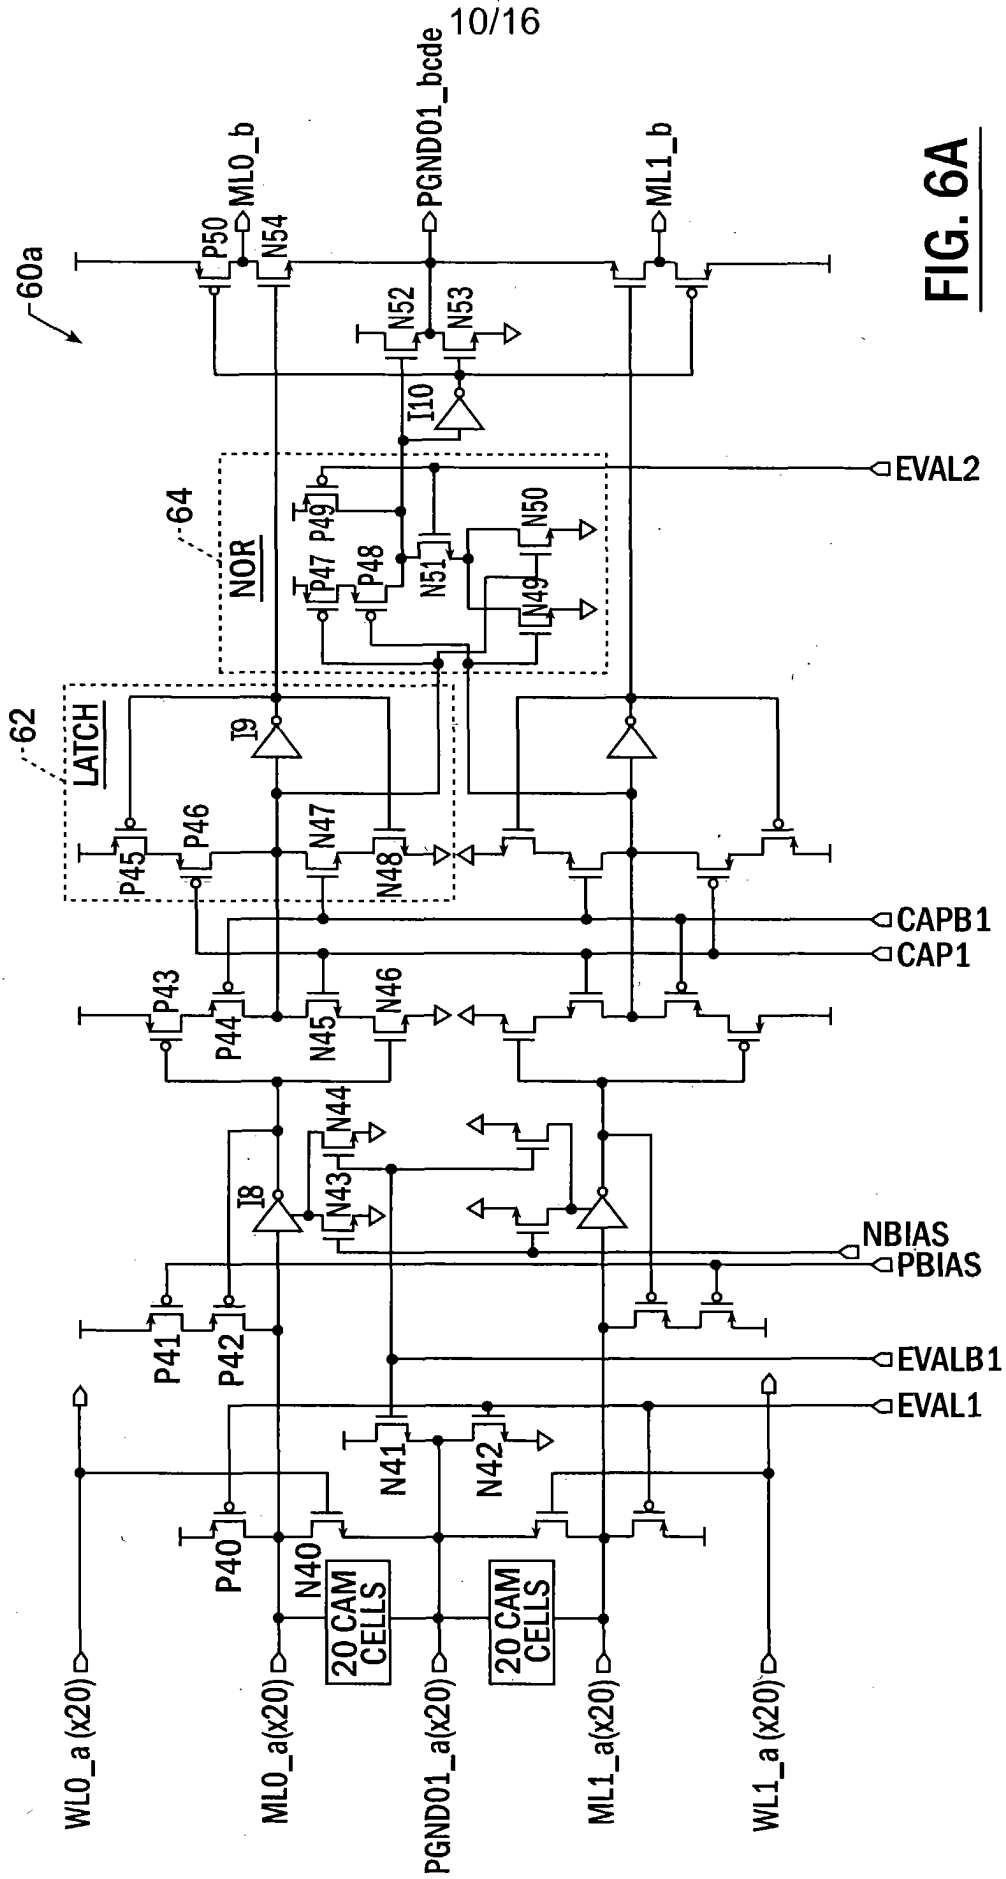 10/16
60a
ML0_b
PGND01_bcde
ML1_b
P50
N54
N52
N53
I10
64
NOR
P49
P47
P48
N51
N50
N49
EVAL2
62
LATCH
I9
P45
P46
N47
N48
CAPB1
CAP1
P43
P44
N45
N46
I8
N44
N43
NBIAS
PBIAS
P41
P42
EVALB1
EVAL1
N41
N42
P40
N40
20 CAM
CELLS
20 CAM
CELLS
WL0_a (x20)
ML0_a(x20)
PGND01_a(x20)
ML1_a(x20)
WL1_a (x20)
FIG. 6A